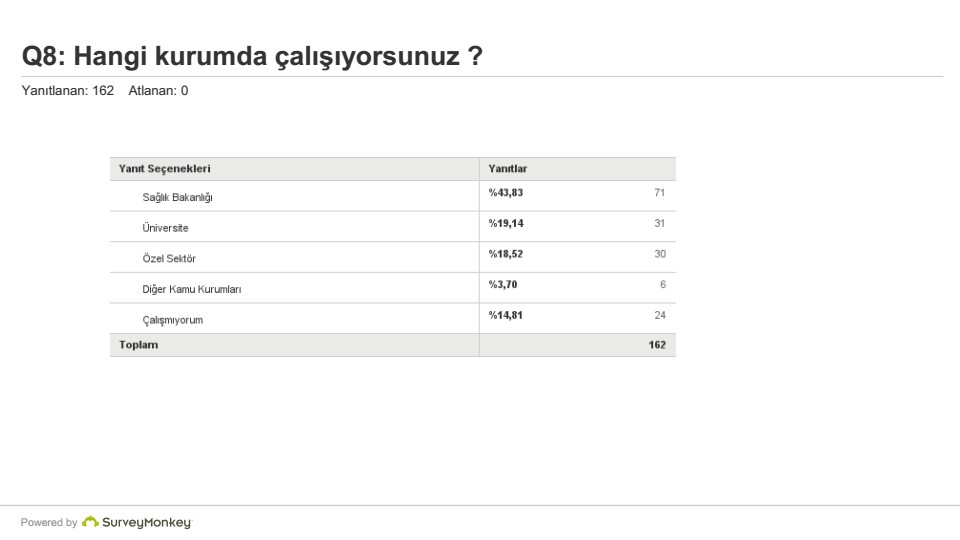 Q8: Hangi kurumda çalışıyorsunuz ?
Yanıtlanan: 162 Atlanan: 0
Yanıt Seçenekleri Yanıtlar
Sağlık Bakanlığı %43,83 71
Üniversite %19,14 31
Özel Sektör %18,52 30
Diğer Kamu Kurumları %3,70 6
Çalışmıyorum %14,81 24
Toplam 162
Powered by SurveyMonkey